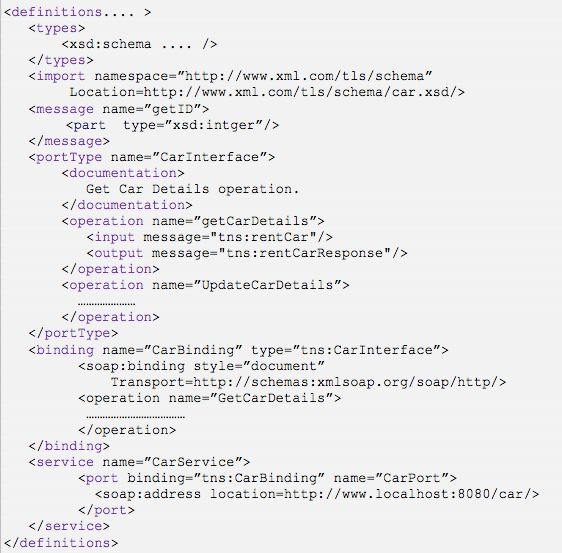 <definitions.... >
<types>
<xsd:schema .... />
</types>
<import namespace=”http://www.xml.com/tls/schema”
Location=http://www.xml.com/tls/schema/car.xsd/>
<message name=”getID”>
<part  type=”xsd:intger”/>
</message>
<portType name=”CarInterface”>
<documentation>
Get Car Details operation.
</documentation>
<operation name=”getCarDetails”>
<input message="tns:rentCar"/>
<output message="tns:rentCarResponse"/>
</operation>
<operation name=”UpdateCarDetails”>
…………………
</operation>
</portType>
<binding name=”CarBinding” type=”tns:CarInterface”>
<soap:binding style=”document”
Transport=http://schemas:xmlsoap.org/soap/http/>
<operation name=”GetCarDetails”>
………………………………
</operation>
</binding>
<service name=”CarService”>
<port binding=”tns:CarBinding” name=”CarPort”>
<soap:address location=http://www.localhost:8080/car/>
</port>
</service>
</definitions>